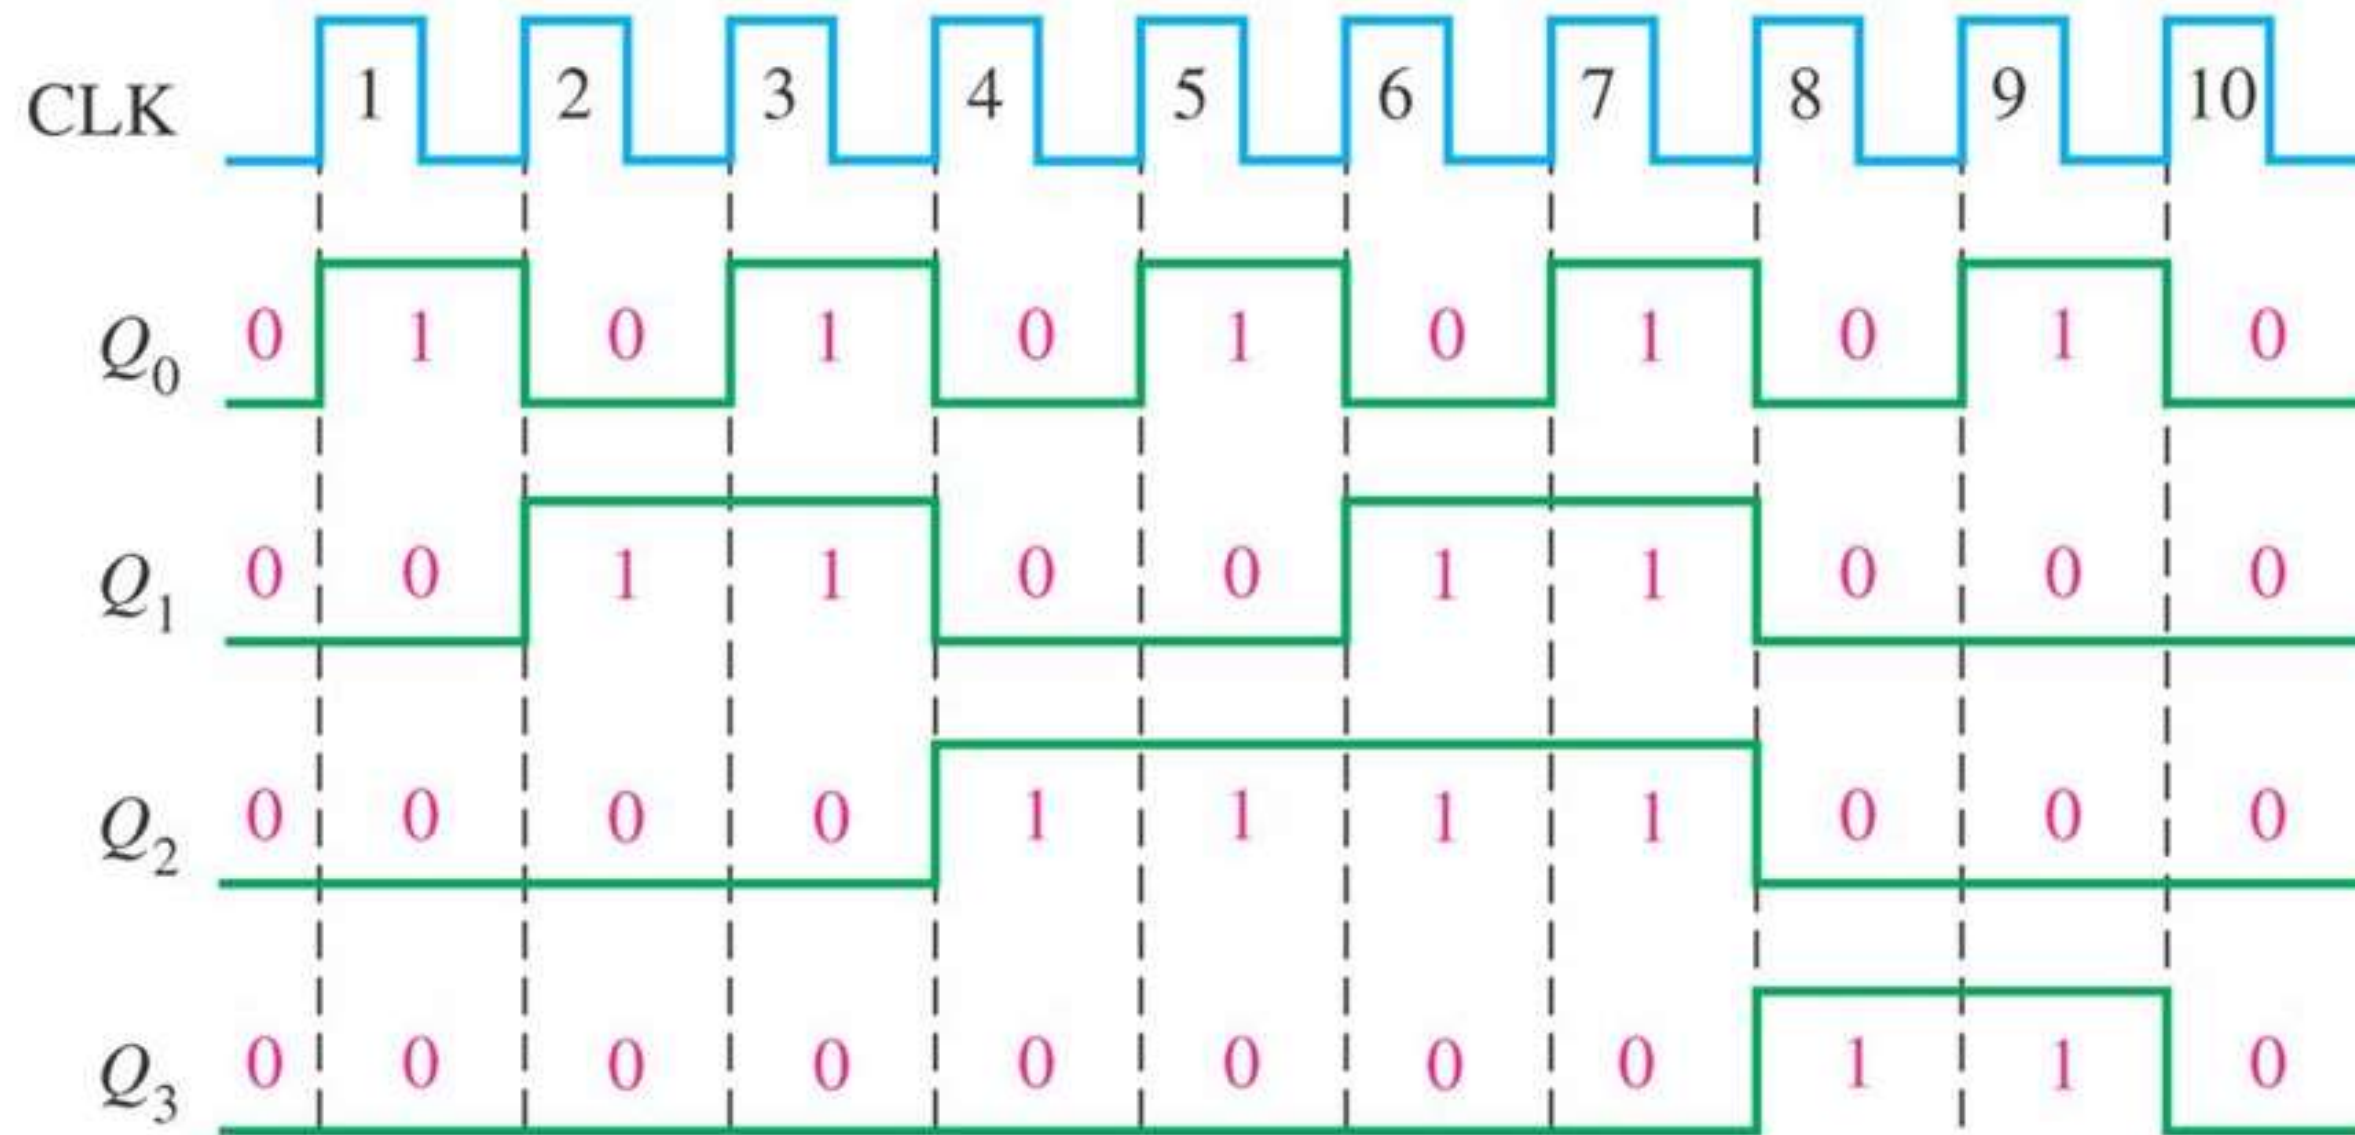 CLK 1 2 3 4 5 6 7 8 9 10
Q0 0 1 0 1 0 1 0 1 0 1 0
Q1 0 0 1 1 0 0 1 1 0 0 0
Q2 0 0 0 0 1 1 1 1 0 0 0
Q3 0 0 0 0 0 0 0 0 1 1 0